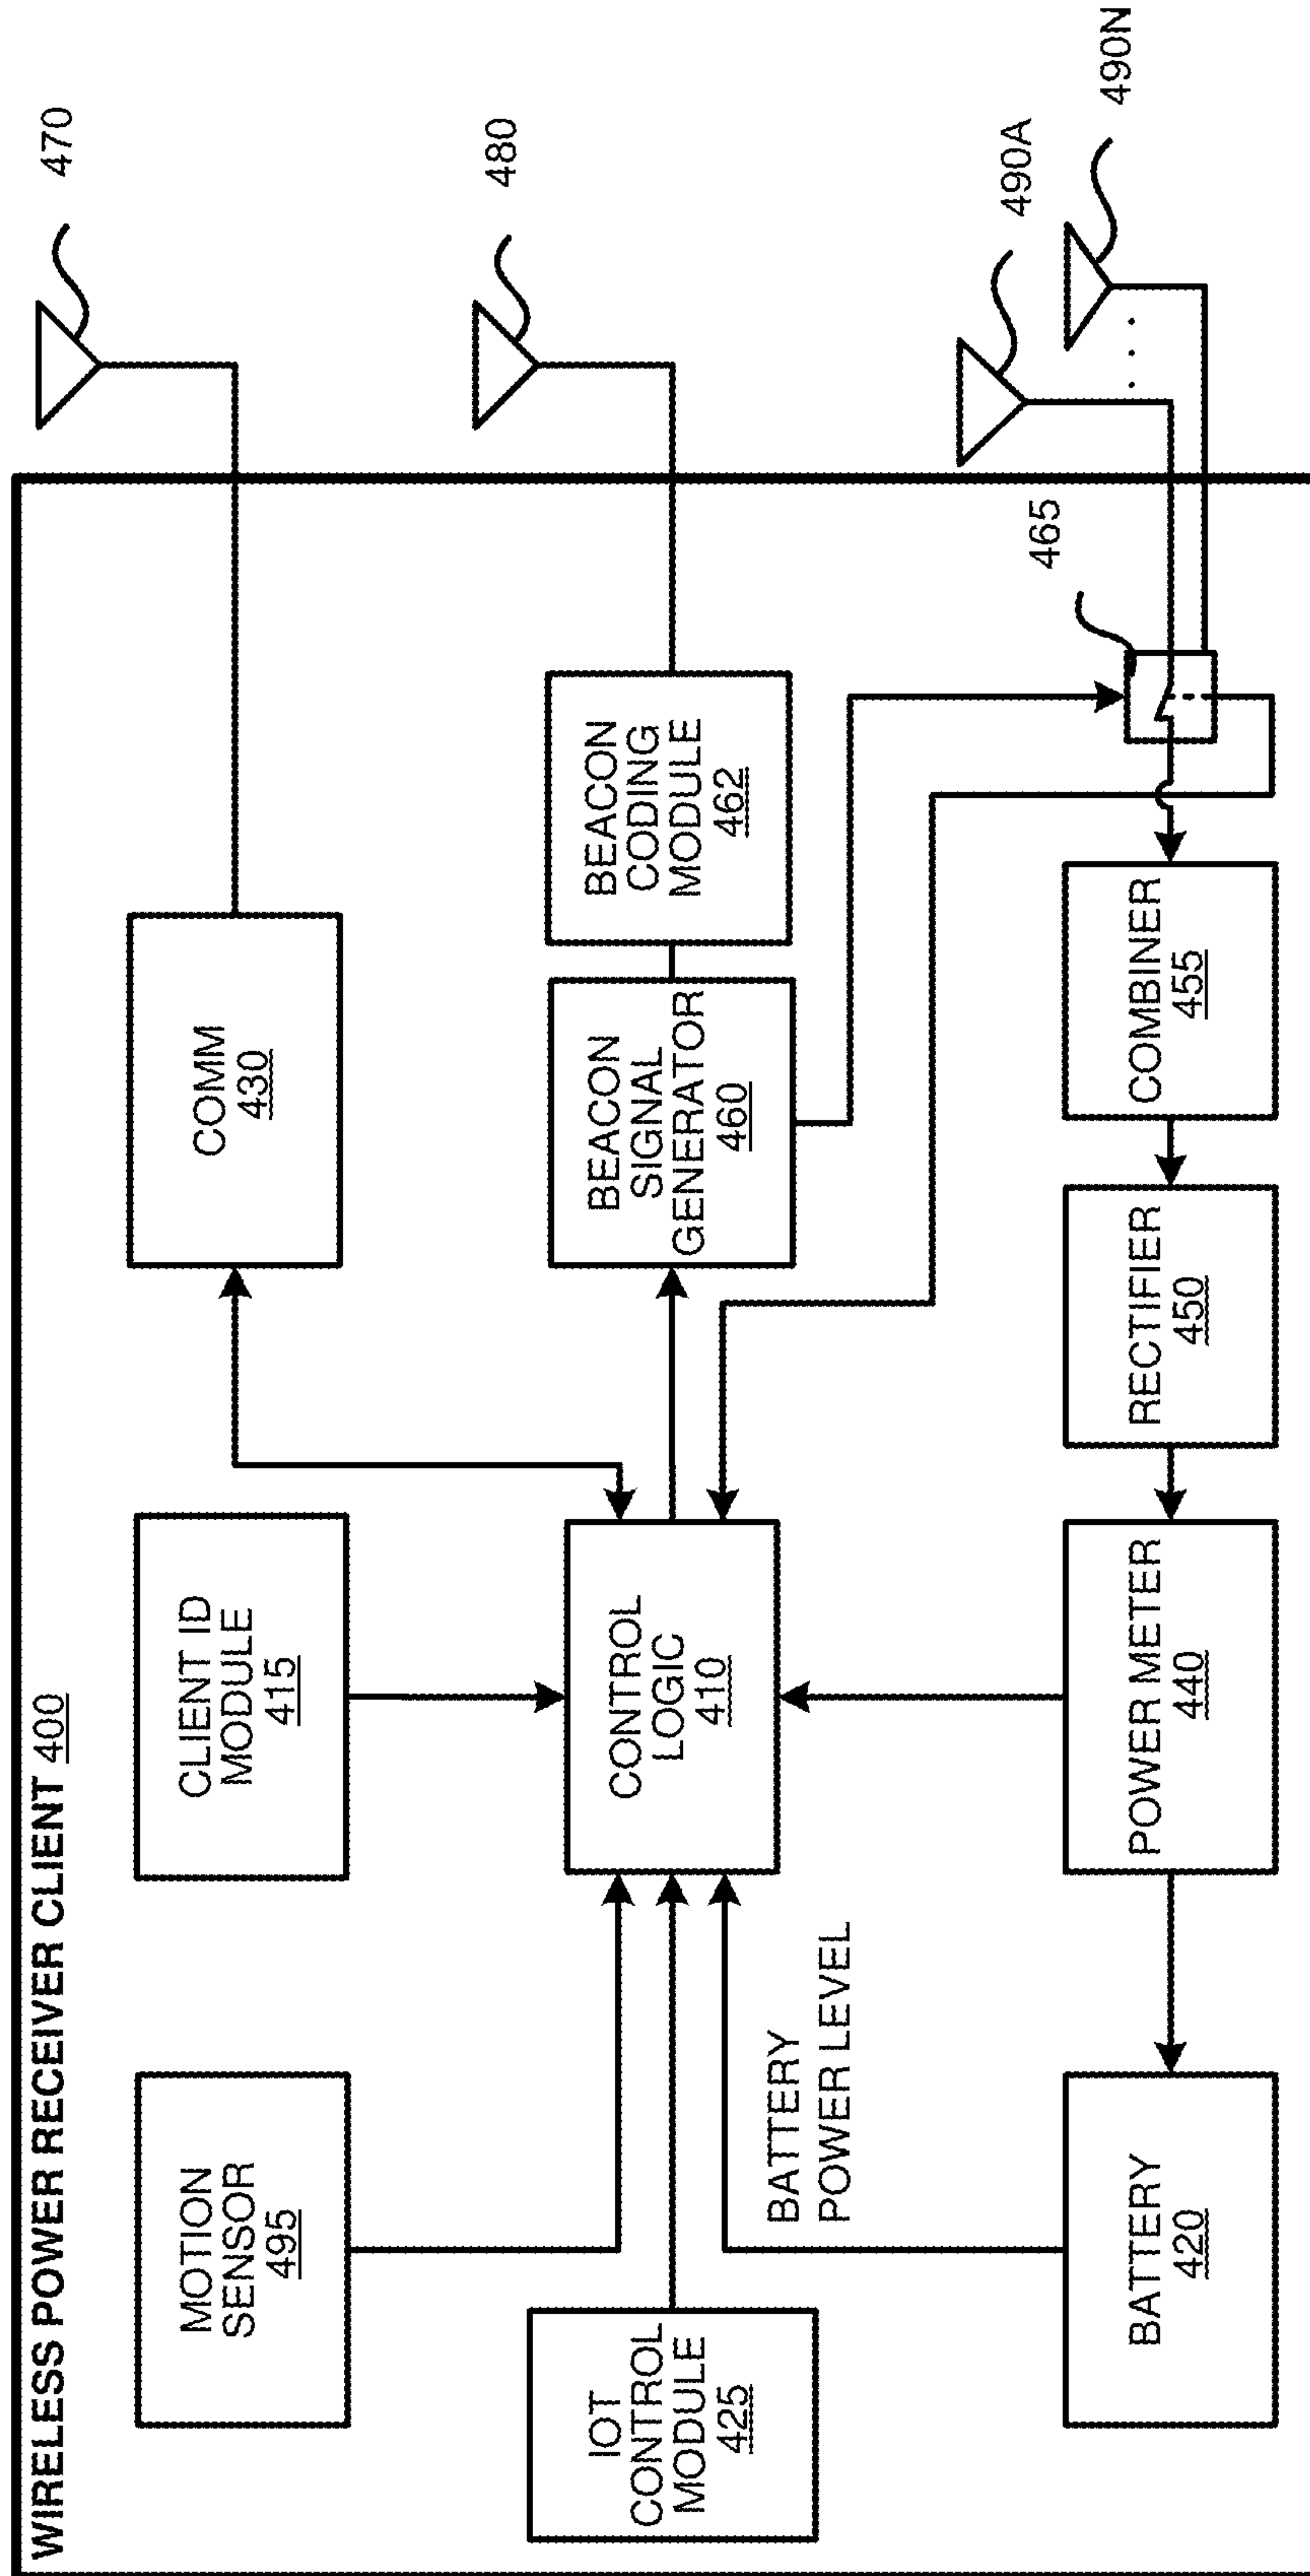 WIRELESS POWER RECEIVER CLIENT 400
MOTION
SENSOR
495
CLIENT ID
MODULE
415
COMM
430
470
IOT
CONTROL
MODULE
425
CONTROL
LOGIC
410
BEACON
SIGNAL
GENERATOR
460
BEACON
CODING
MODULE
462
480
BATTERY
POWER LEVEL
465
490A
490N
. . .
BATTERY
420
POWER METER
440
RECTIFIER
450
COMBINER
455